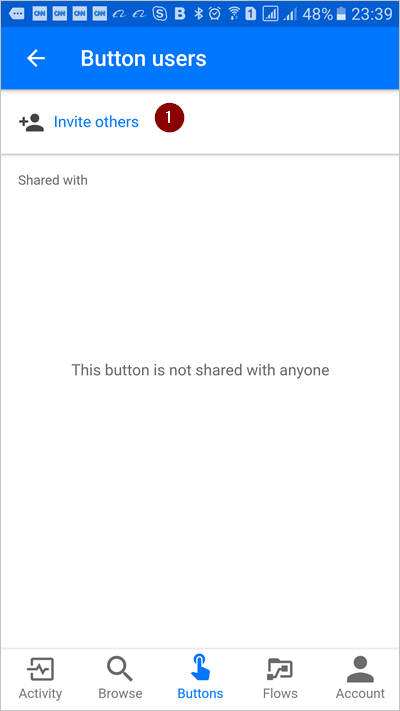 CNN CNN CNN CNN S B 1 48% 23:39
Button users
Invite others 1
Shared with
This button is not shared with anyone
Activity Browse Buttons Flows Account